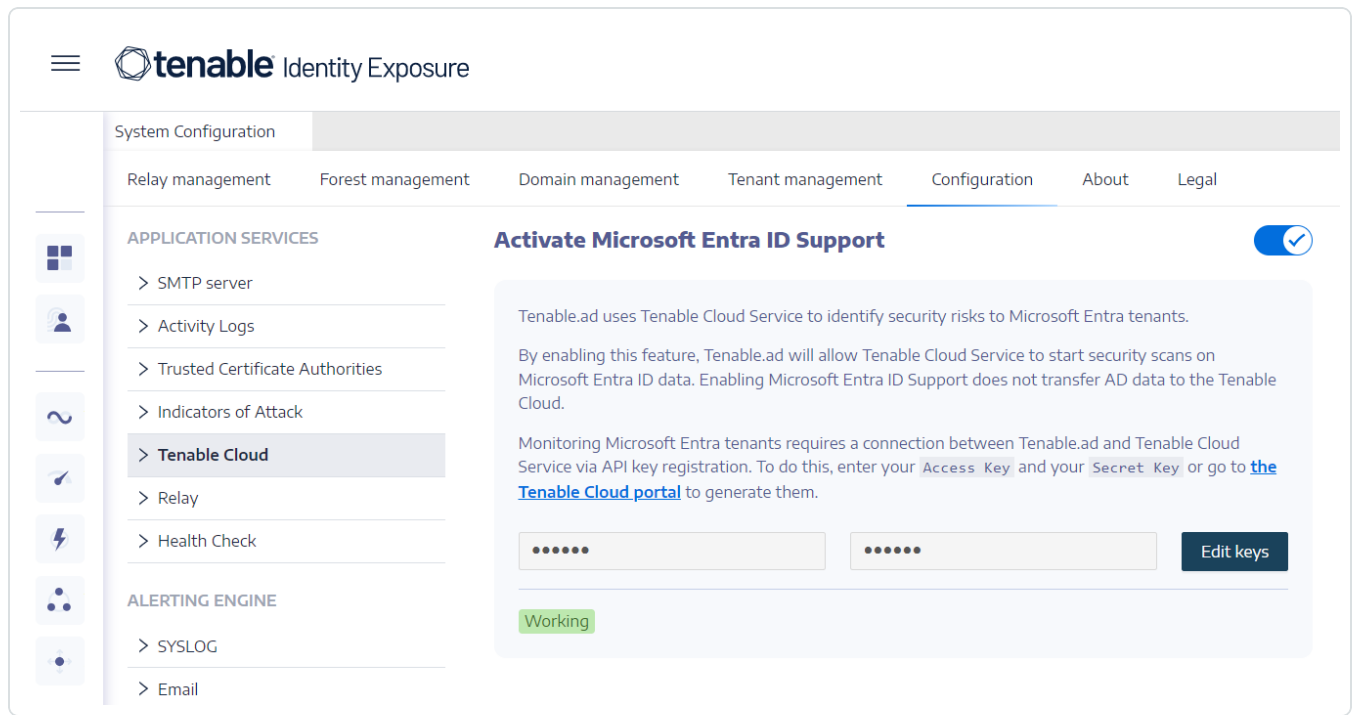 tenable Identity Exposure
System Configuration
Relay management Forest management Domain management Tenant management Configuration About Legal
APPLICATION SERVICES
SMTP server
Activity Logs
Trusted Certificate Authorities
Indicators of Attack
Tenable Cloud
Relay
Health Check
ALERTING ENGINE
SYSLOG
Email
Activate Microsoft Entra ID Support
Tenable.ad uses Tenable Cloud Service to identify security risks to Microsoft Entra tenants.
By enabling this feature, Tenable.ad will allow Tenable Cloud Service to start security scans on
Microsoft Entra ID data. Enabling Microsoft Entra ID Support does not transfer AD data to the Tenable
Cloud.
Monitoring Microsoft Entra tenants requires a connection between Tenable.ad and Tenable Cloud
Service via API key registration. To do this, enter your Access Key and your Secret Key or go to the
Tenable Cloud portal to generate them.
•••••• •••••• Edit keys
Working